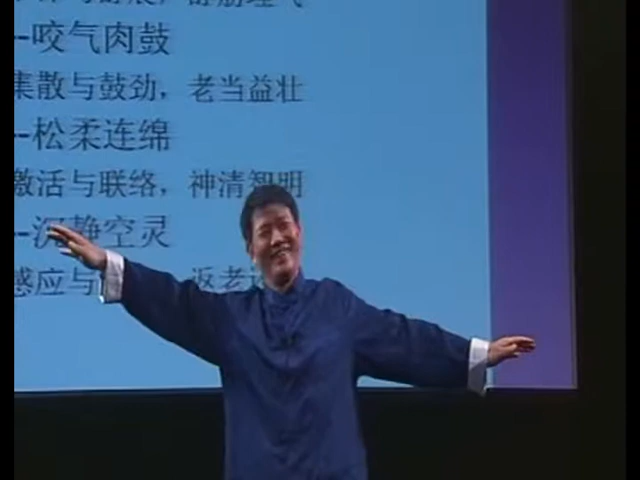 --咬气肉鼓
集散与鼓劲，老当益壮
--松柔连绵
激活与联络，神清智明
--沉静空灵
感应与 返老